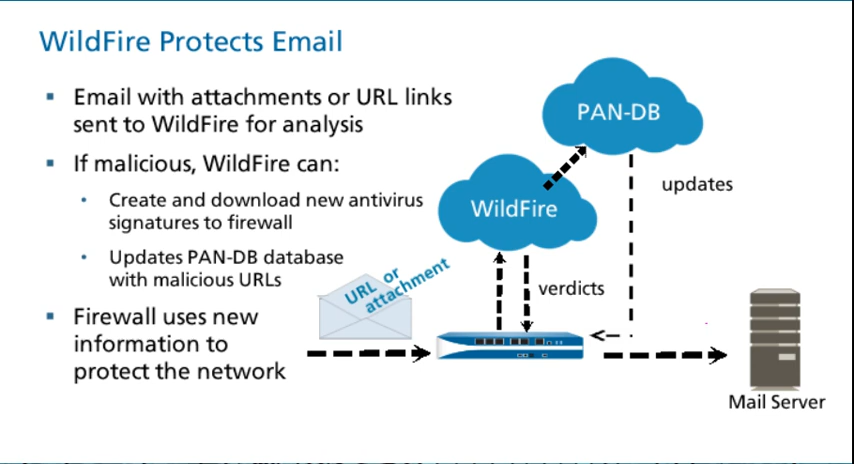 WildFire Protects Email
▪ Email with attachments or URL links
sent to WildFire for analysis
▪ If malicious, WildFire can:
• Create and download new antivirus
signatures to firewall
• Updates PAN-DB database
with malicious URLs
▪ Firewall uses new
information to
protect the network
PAN-DB
updates
WildFire
verdicts
URL or
attachment
Mail Server